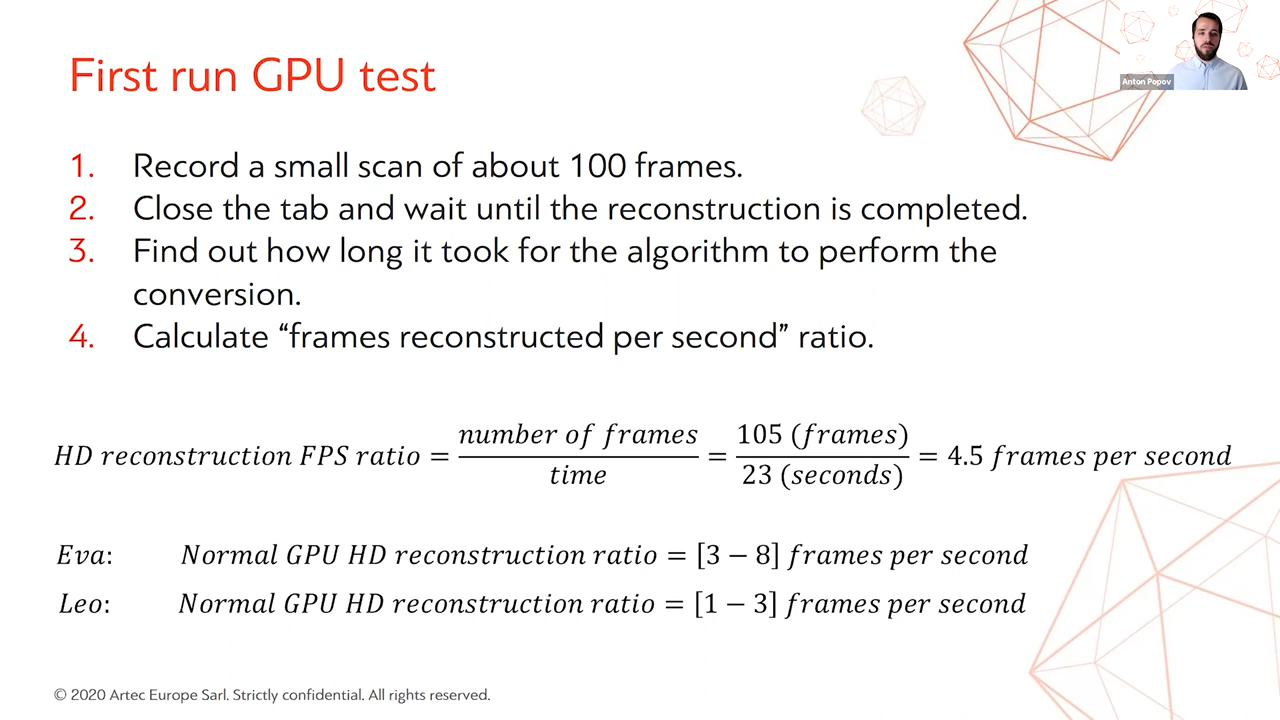 First run GPU test
Anton Popov
1. Record a small scan of about 100 frames.
2. Close the tab and wait until the reconstruction is completed.
3. Find out how long it took for the algorithm to perform the
conversion.
4. Calculate “frames reconstructed per second” ratio.
HD reconstruction FPS ratio = number of frames / time = 105 (frames) / 23 (seconds) = 4.5 frames per second
Eva: Normal GPU HD reconstruction ratio = [3 − 8] frames per second
Leo: Normal GPU HD reconstruction ratio = [1 − 3] frames per second
© 2020 Artec Europe Sarl. Strictly confidential. All rights reserved.